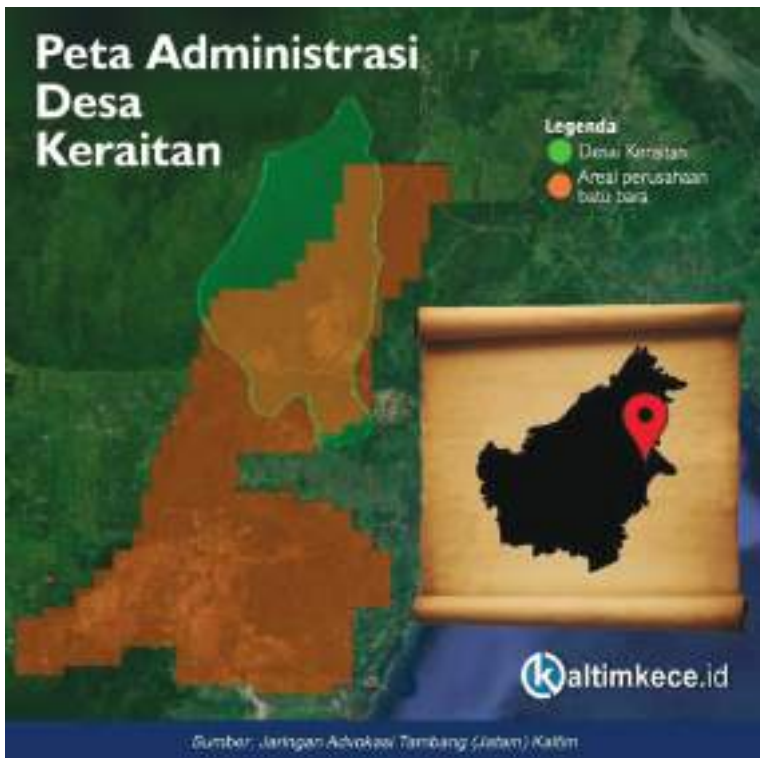 Peta Administrasi
Desa
Keraitan
Legenda
Desa Keraitan
Areal perusahaan
batu bara
kaltimkece.id
Sumber: Jaringan Advokasi Tambang (Jatam) Kaltim